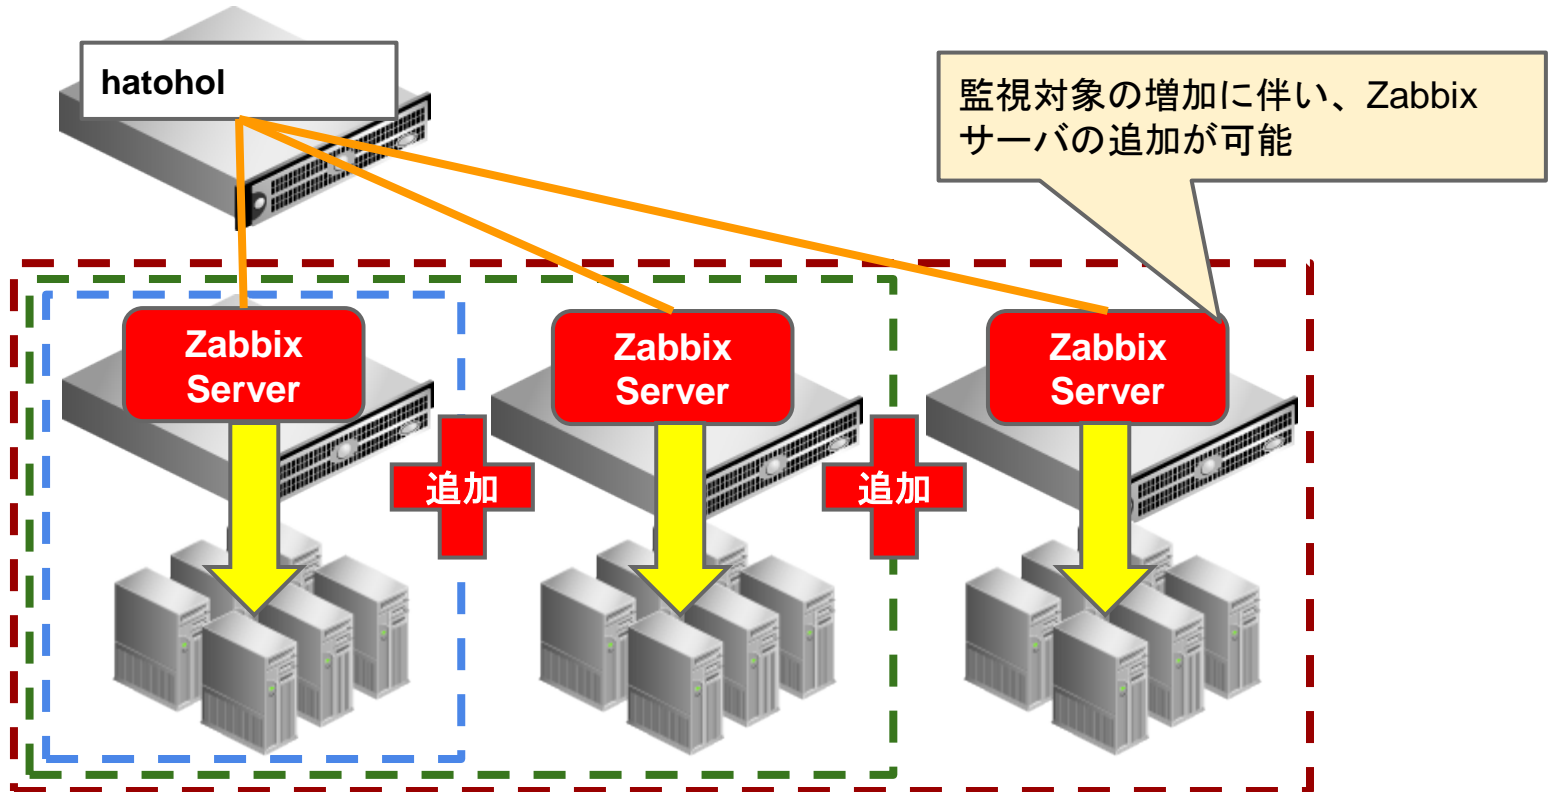 hatohol
監視対象の増加に伴い、Zabbix
サーバの追加が可能
Zabbix
Server
Zabbix
Server
Zabbix
Server
追加
追加